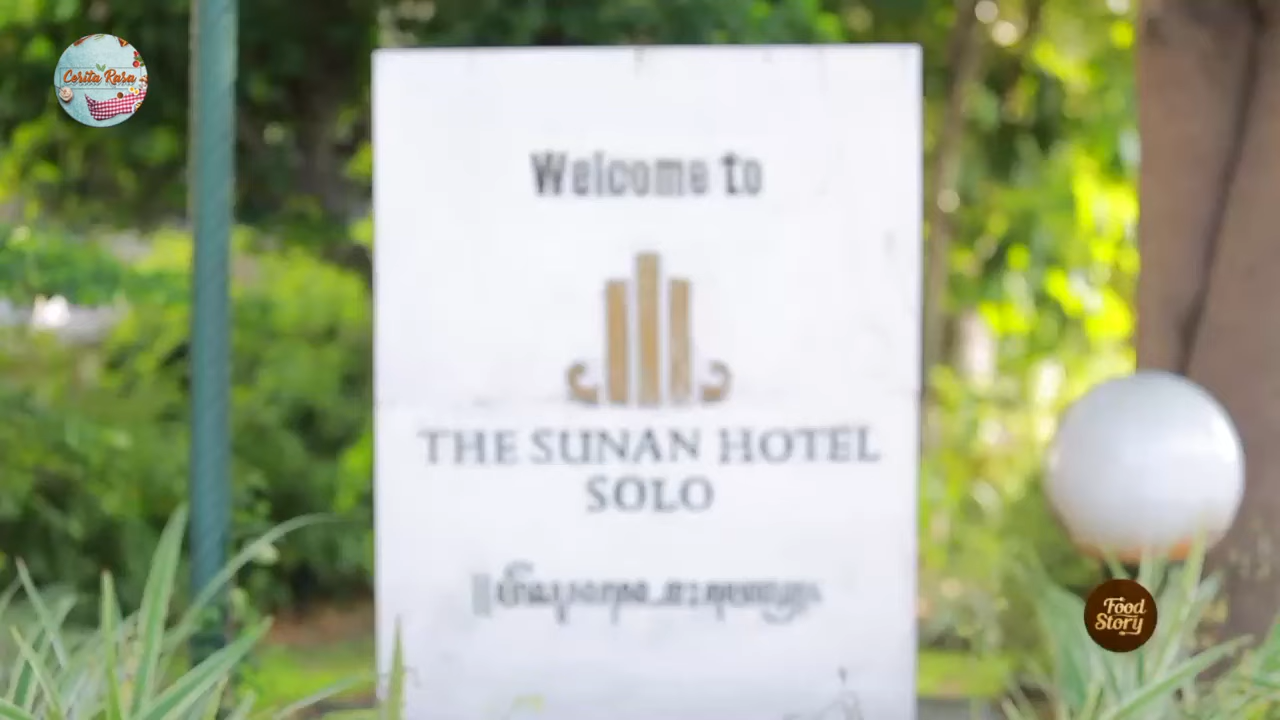 Cerita Rasa
Welcome to
THE SUNAN HOTEL
SOLO
Food
Story